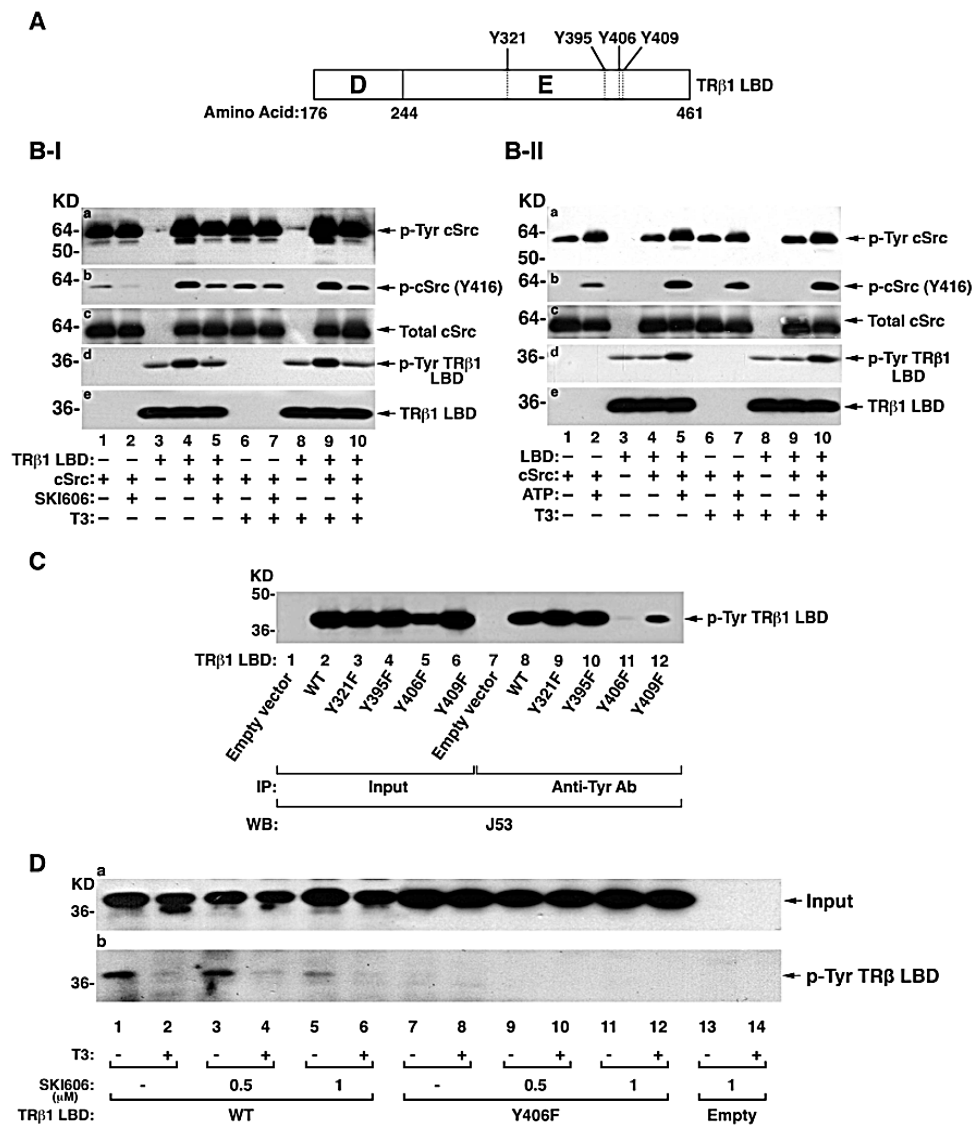 A
Y321 Y395 Y406 Y409
D E TRβ1 LBD
Amino Acid:176 244 461
B-I
KD
a
64-
50-
p-Tyr cSrc
b
64-
p-cSrc (Y416)
c
64-
Total cSrc
d
36-
p-Tyr TRβ1
LBD
e
36-
TRβ1 LBD
1 2 3 4 5 6 7 8 9 10
TRβ1 LBD: – – + + + – – + + +
cSrc: + + – + + + + – + +
SKI606: – + – – + – + – – +
T3: – – – – – + + + + +
B-II
KD
a
64-
50-
p-Tyr cSrc
b
64-
p-cSrc (Y416)
c
64-
Total cSrc
d
36-
p-Tyr TRβ1
LBD
e
36-
TRβ1 LBD
1 2 3 4 5 6 7 8 9 10
LBD: – – + + + – – + + +
cSrc: + + – + + + + – + +
ATP: – + – – + – + – – +
T3: – – – – – + + + + +
C
KD
50-
36-
p-Tyr TRβ1 LBD
TRβ1 LBD: 1 2 3 4 5 6 7 8 9 10 11 12
Empty vector WT Y321F Y395F Y406F Y409F Empty vector WT Y321F Y395F Y406F Y409F
IP: Input Anti-Tyr Ab
WB: J53
D
a
KD
36-
Input
b
36-
p-Tyr TRβ LBD
1 2 3 4 5 6 7 8 9 10 11 12 13 14
T3: - + - + - + - + - + - + - +
SKI606: - 0.5 1 - 0.5 1 1
(μM)
TRβ1 LBD: WT Y406F Empty